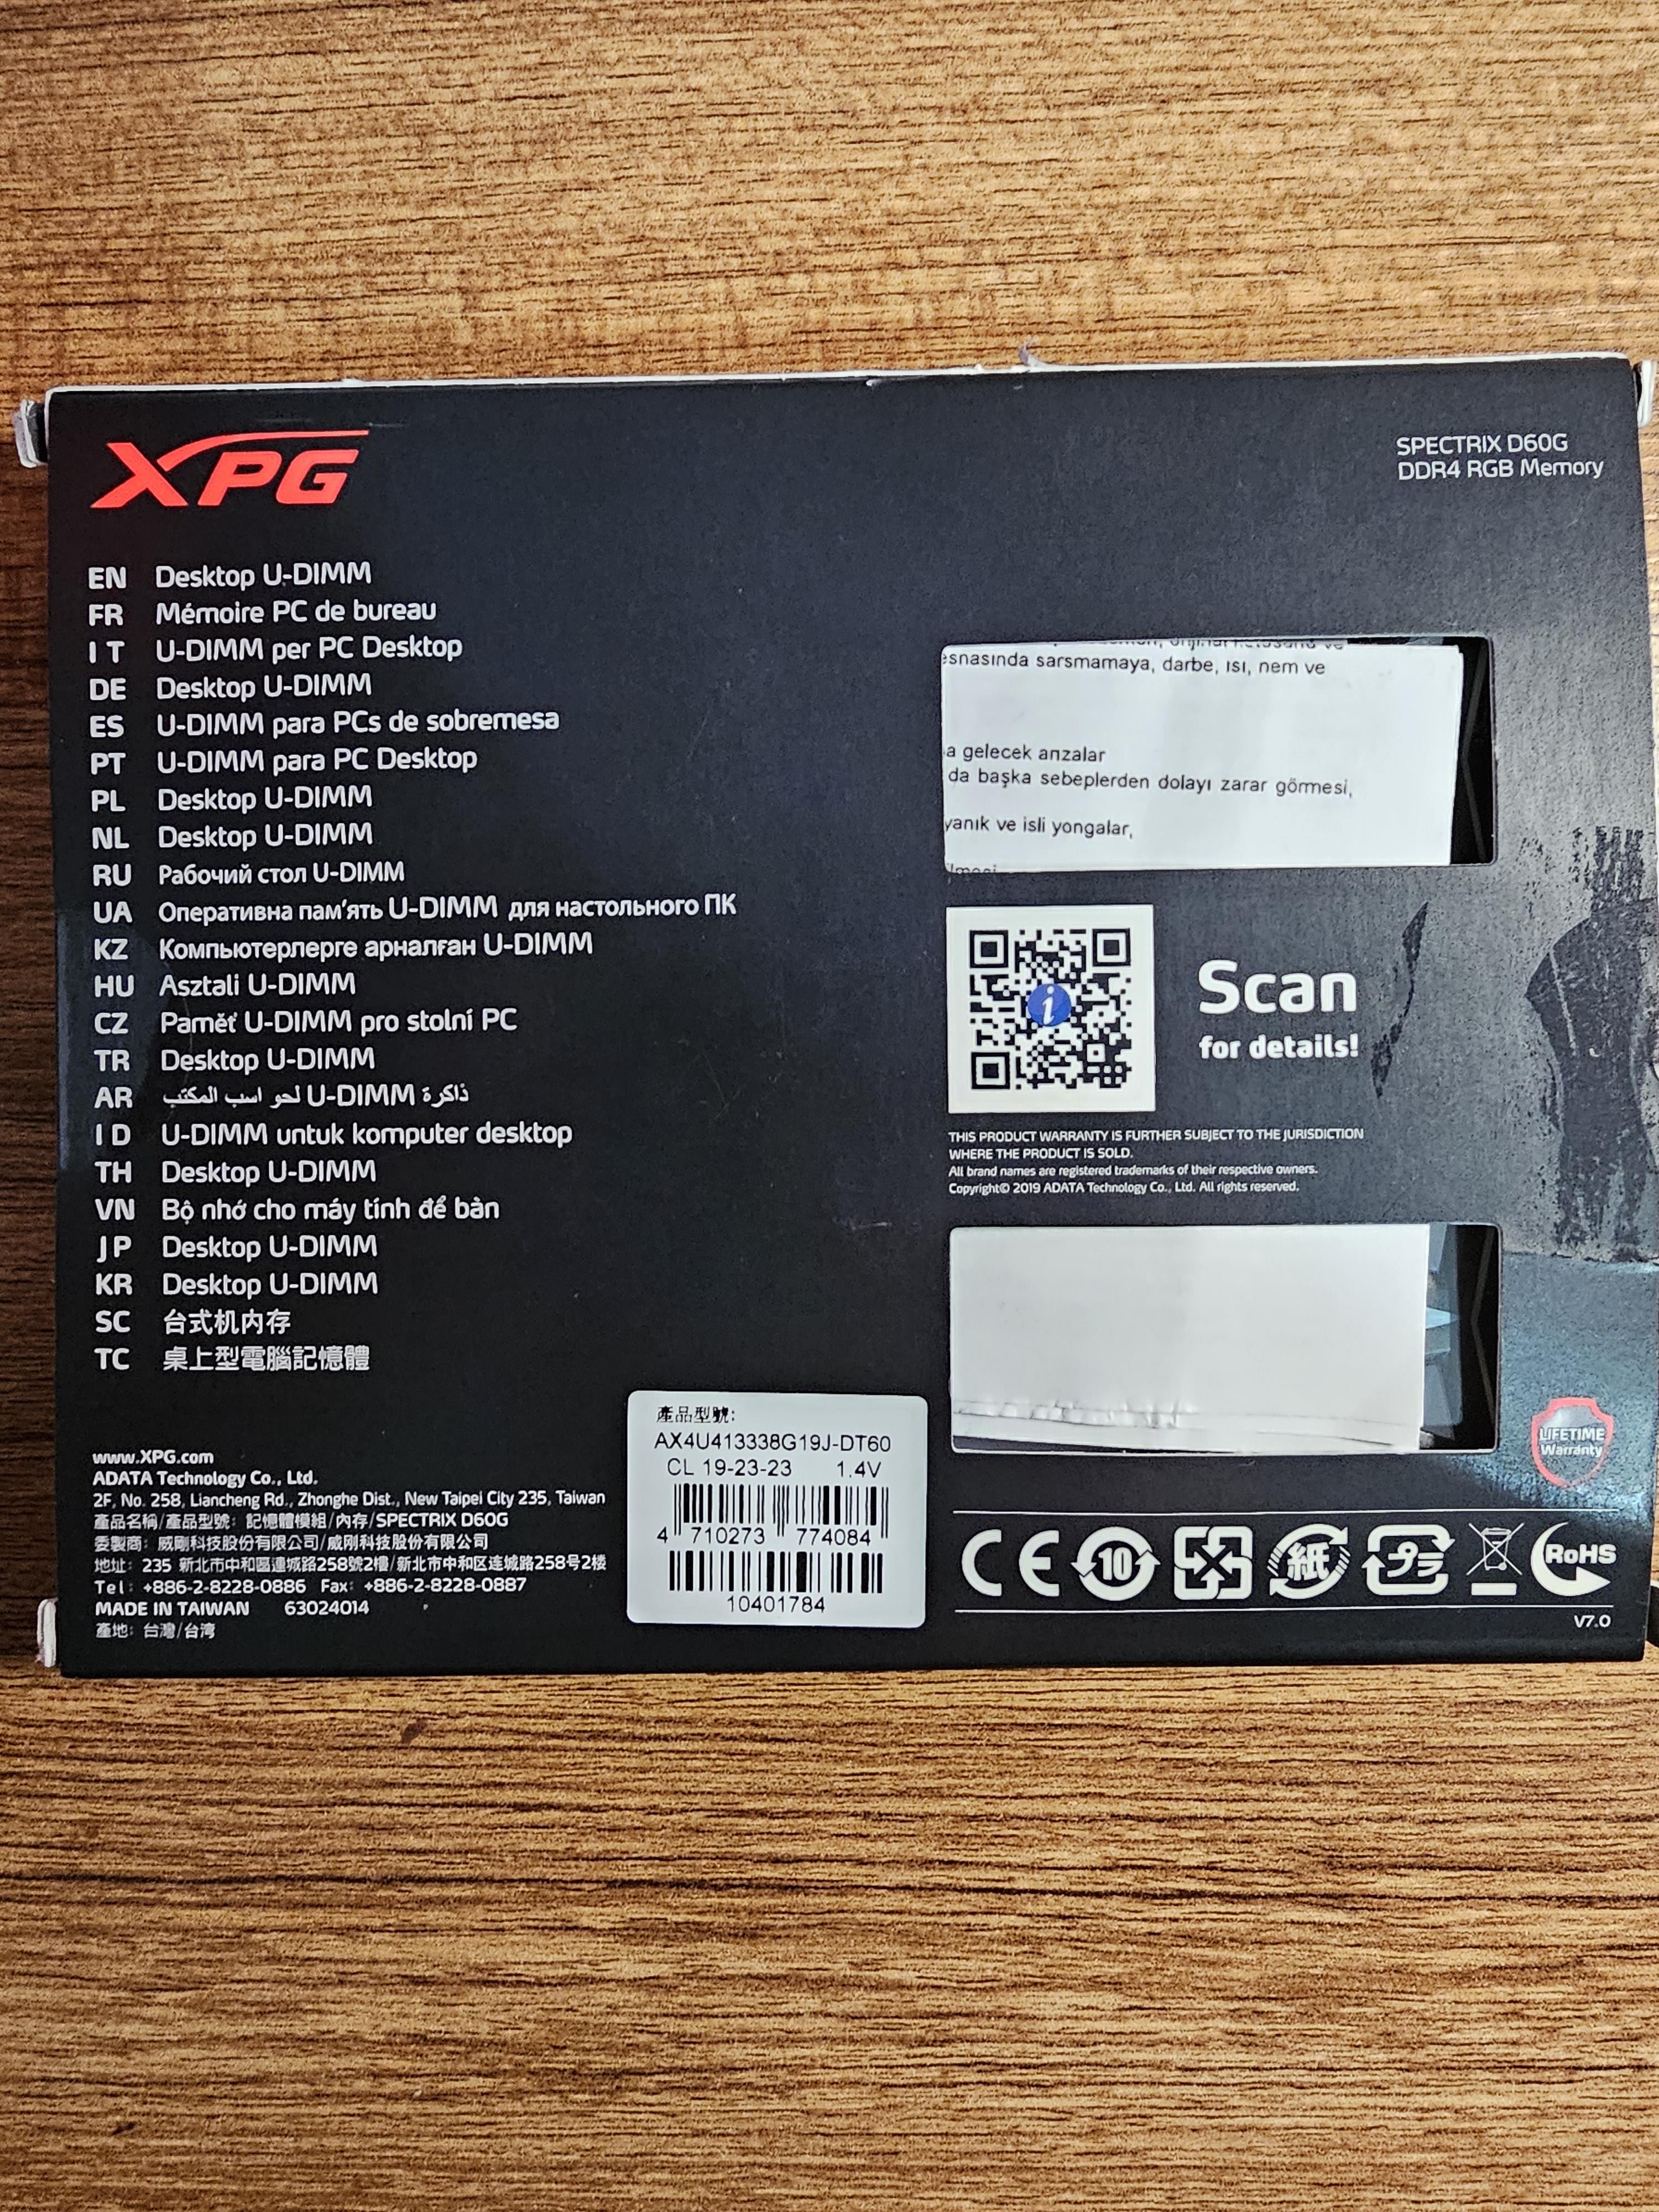 XPG
SPECTRIX D60G
DDR4 RGB Memory
EN Desktop U-DIMM
FR Mémoire PC de bureau
IT U-DIMM per PC Desktop
DE Desktop U-DIMM
ES U-DIMM para PCs de sobremesa
PT U-DIMM para PC Desktop
PL Desktop U-DIMM
NL Desktop U-DIMM
RU Рабочий стол U-DIMM
UA Оперативна пам'ять U-DIMM для настольного ПК
KZ Компьютерлерге арналған U-DIMM
HU Asztali U-DIMM
CZ Paměť U-DIMM pro stolní PC
TR Desktop U-DIMM
AR ذاكرة U-DIMM لحو اسب المكتب
ID U-DIMM untuk komputer desktop
TH Desktop U-DIMM
VN Bộ nhớ cho máy tính để bàn
JP Desktop U-DIMM
KR Desktop U-DIMM
SC 台式机内存
TC 桌上型電腦記憶體
www.XPG.com
ADATA Technology Co., Ltd.
2F, No. 258, Liancheng Rd., Zhonghe Dist., New Taipei City 235, Taiwan
產品名稱/產品型號: 記憶體模組/内存/SPECTRIX D60G
委製商: 威剛科技股份有限公司/威刚科技股份有限公司
地址: 235 新北市中和區連城路258號2樓/新北市中和区连城路258号2楼
Tel: +886-2-8228-0886 Fax: +886-2-8228-0887
MADE IN TAIWAN 63024014
產地: 台灣/台湾
產品型號:
AX4U413338G19J-DT60
CL 19-23-23 1.4V
4 710273 774084
10401784
esnasında sarsmamaya, darbe, ısı, nem ve
a gelecek arızalar
da başka sebeplerden dolayı zarar görmesi,
yanık ve isli yongalar,
i
Scan
for details!
THIS PRODUCT WARRANTY IS FURTHER SUBJECT TO THE JURISDICTION
WHERE THE PRODUCT IS SOLD.
All brand names are registered trademarks of their respective owners.
Copyright© 2019 ADATA Technology Co., Ltd. All rights reserved.
LIFETIME
Warranty
CE 10 紙 プラ RoHS
V7.0